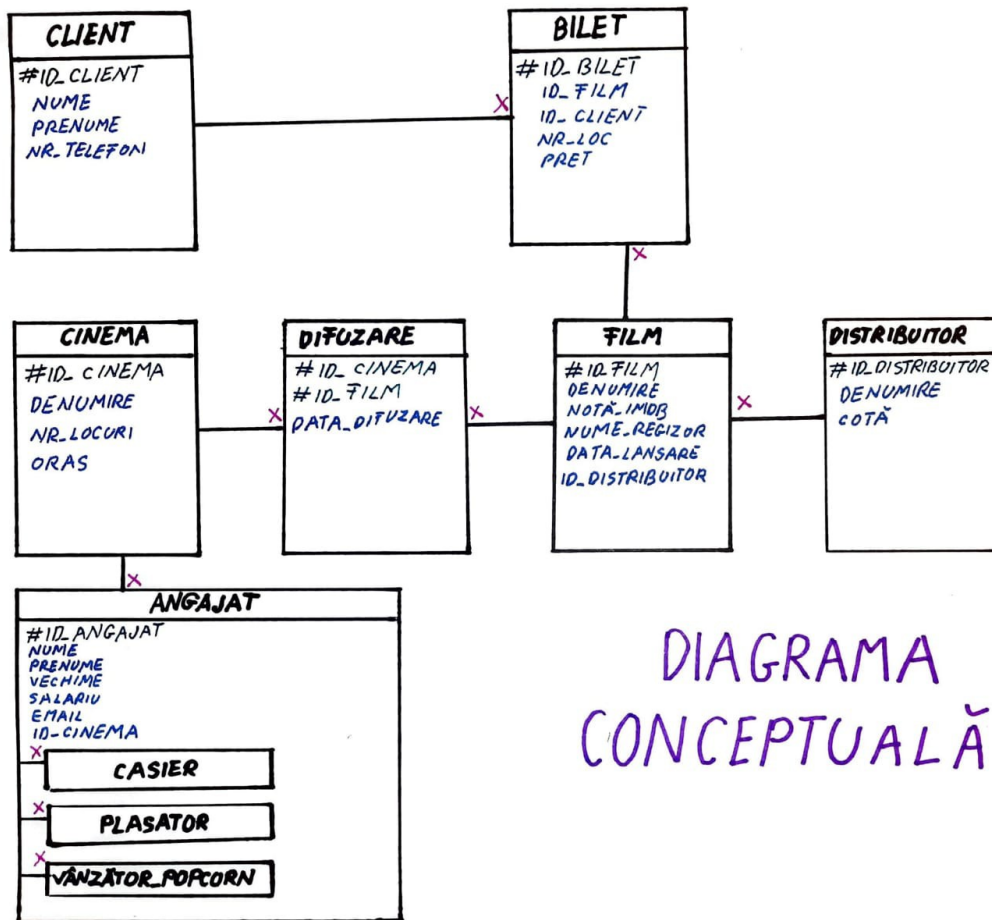 CLIENT
#ID_CLIENT
NUME
PRENUME
NR_TELEFON
BILET
#ID_BILET
ID_FILM
ID_CLIENT
NR_LOC
PRET
X
X
CINEMA
#ID_CINEMA
DENUMIRE
NR_LOCURI
ORAS
X
DIFUZARE
#ID_CINEMA
#ID_FILM
DATA_DIFUZARE
X
FILM
#ID_FILM
DENUMIRE
NOTĂ_IMDB
NUME_REGIZOR
DATA_LANSARE
ID_DISTRIBUITOR
X
DISTRIBUITOR
#ID_DISTRIBUITOR
DENUMIRE
COTĂ
X
ANGAJAT
#ID_ANGAJAT
NUME
PRENUME
VECHIME
SALARIU
EMAIL
ID_CINEMA
X
CASIER
X
PLASATOR
X
VÂNZĂTOR_POPCORN
DIAGRAMA
CONCEPTUALĂ